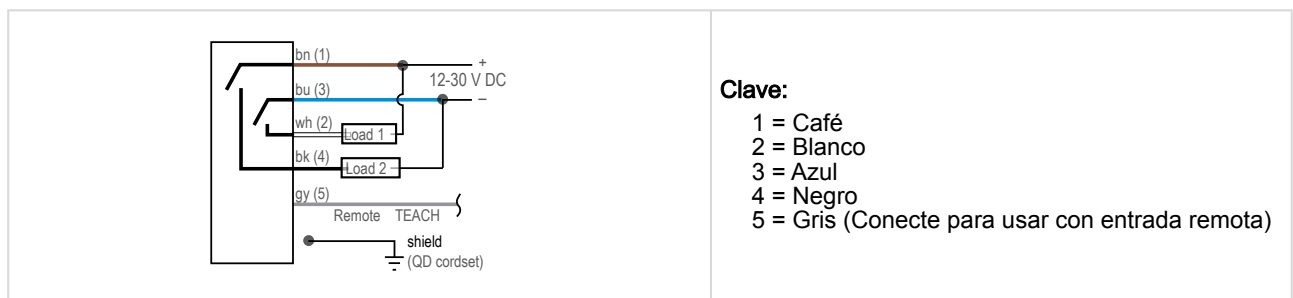 bn (1)
+
12-30 V DC
bu (3)
–
wh (2)
Load 1
bk (4)
Load 2
gy (5)
Remote TEACH
shield
(QD cordset)
Clave:
1 = Café
2 = Blanco
3 = Azul
4 = Negro
5 = Gris (Conecte para usar con entrada remota)